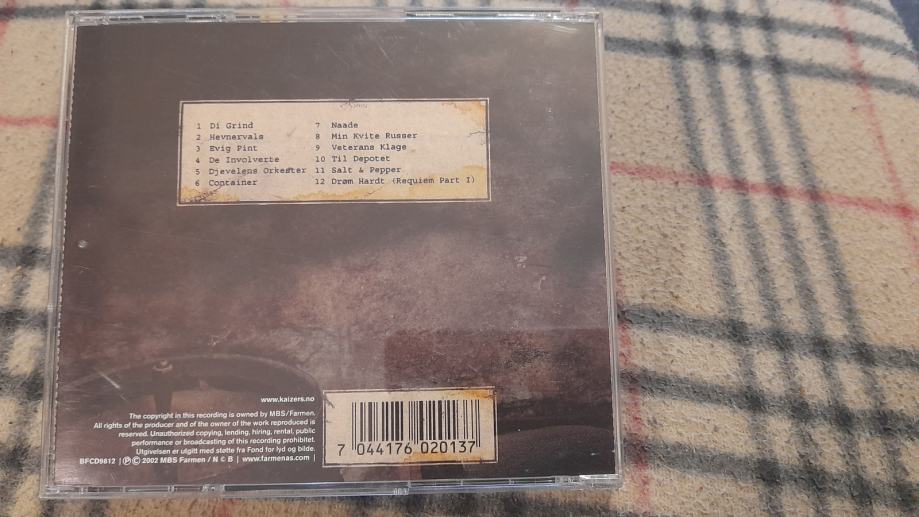 1 Di Grind
2 Hevnervals
3 Evig Pint
4 De Involverte
5 Djevelens Orkester
6 Container
7 Naade
8 Min Kvite Russer
9 Veterans Klage
10 Til Depotet
11 Salt & Pepper
12 Drøm Hardt (Requiem Part I)
www.kaizers.no
The copyright in this recording is owned by MBS/Farmen.
All rights of the producer and of the owner of the work reproduced is
reserved. Unauthorized copying, lending, hiring, rental, public
performance or broadcasting of this recording prohibitet.
Utgivelsen er utgitt med støtte fra Fond for lyd og bilde.
BFCD9612 | ℗ © 2002 MBS Farmen / N © B | www.farmenas.com |
7 044176 020137